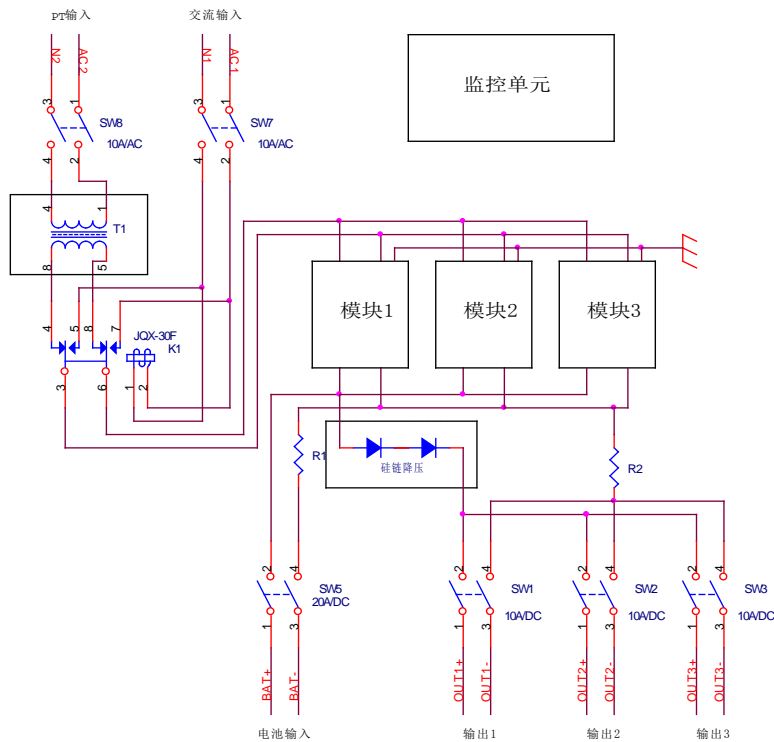 PT输入
交流输入
N2
AC2
N1
AC1
监控单元
3
1
3
1
SW8
10A/AC
SW7
10A/AC
4
2
4
2
4
1
T1
8
5
模块1
模块2
模块3
4
5
8
7
JQX-30F
K1
3
6
1
2
R1
硅链降压
R2
2
4
2
4
2
4
2
4
SW5
20A/DC
SW1
10A/DC
SW2
10A/DC
SW3
10A/DC
1
3
1
3
1
3
1
3
BAT+
BAT-
OUT1+
OUT1-
OUT2+
OUT2-
OUT3+
OUT3-
电池输入
输出1
输出2
输出3